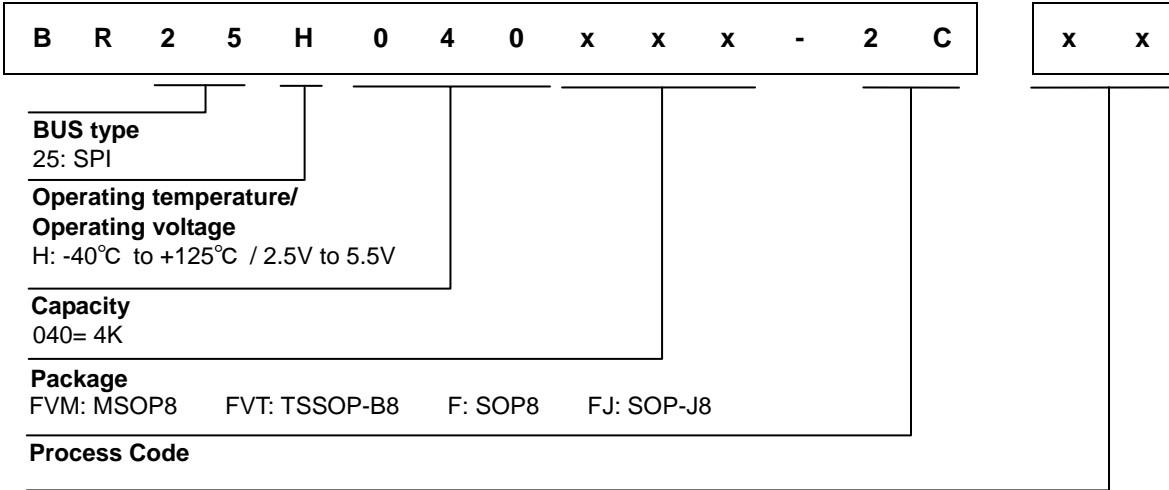 B R 2 5 H 0 4 0 x x x - 2 C x x
BUS type
25: SPI
Operating temperature/
Operating voltage
H: -40℃ to +125℃ / 2.5V to 5.5V
Capacity
040= 4K
Package
FVM: MSOP8 FVT: TSSOP-B8 F: SOP8 FJ: SOP-J8
Process Code